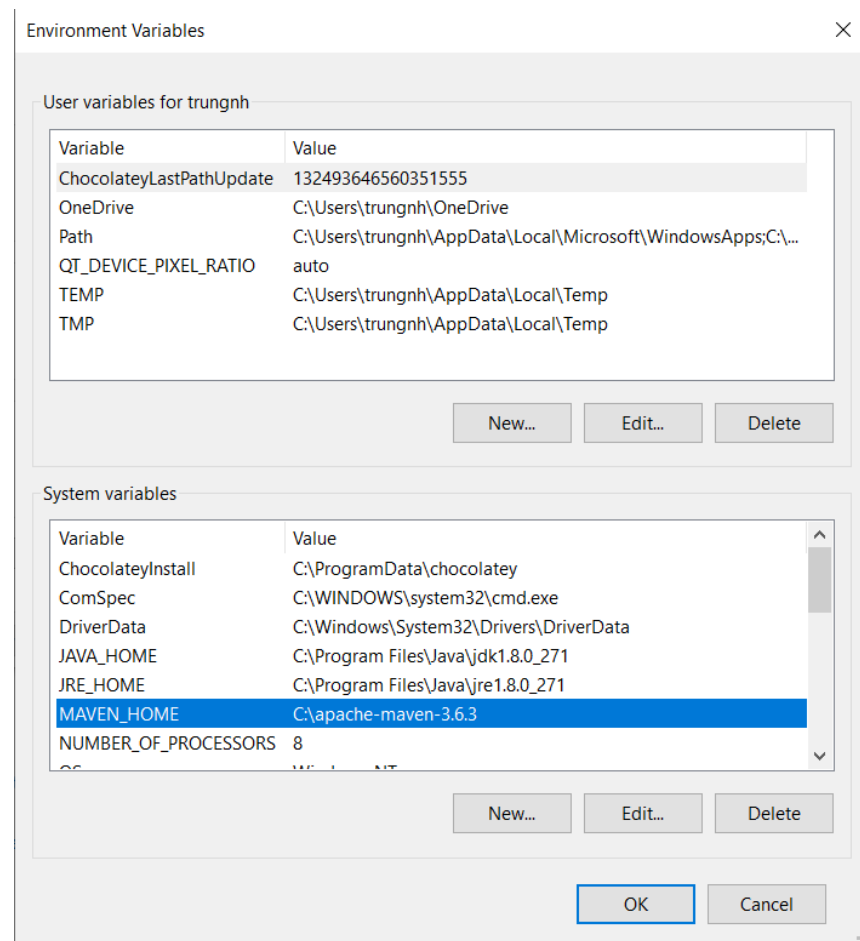 Environment Variables
User variables for trungnh
Variable Value
ChocolateyLastPathUpdate 132493646560351555
OneDrive C:\Users\trungnh\OneDrive
Path C:\Users\trungnh\AppData\Local\Microsoft\WindowsApps;C:\...
QT_DEVICE_PIXEL_RATIO auto
TEMP C:\Users\trungnh\AppData\Local\Temp
TMP C:\Users\trungnh\AppData\Local\Temp
New... Edit... Delete
System variables
Variable Value
ChocolateyInstall C:\ProgramData\chocolatey
ComSpec C:\WINDOWS\system32\cmd.exe
DriverData C:\Windows\System32\Drivers\DriverData
JAVA_HOME C:\Program Files\Java\jdk1.8.0_271
JRE_HOME C:\Program Files\Java\jre1.8.0_271
MAVEN_HOME C:\apache-maven-3.6.3
NUMBER_OF_PROCESSORS 8
New... Edit... Delete
OK Cancel